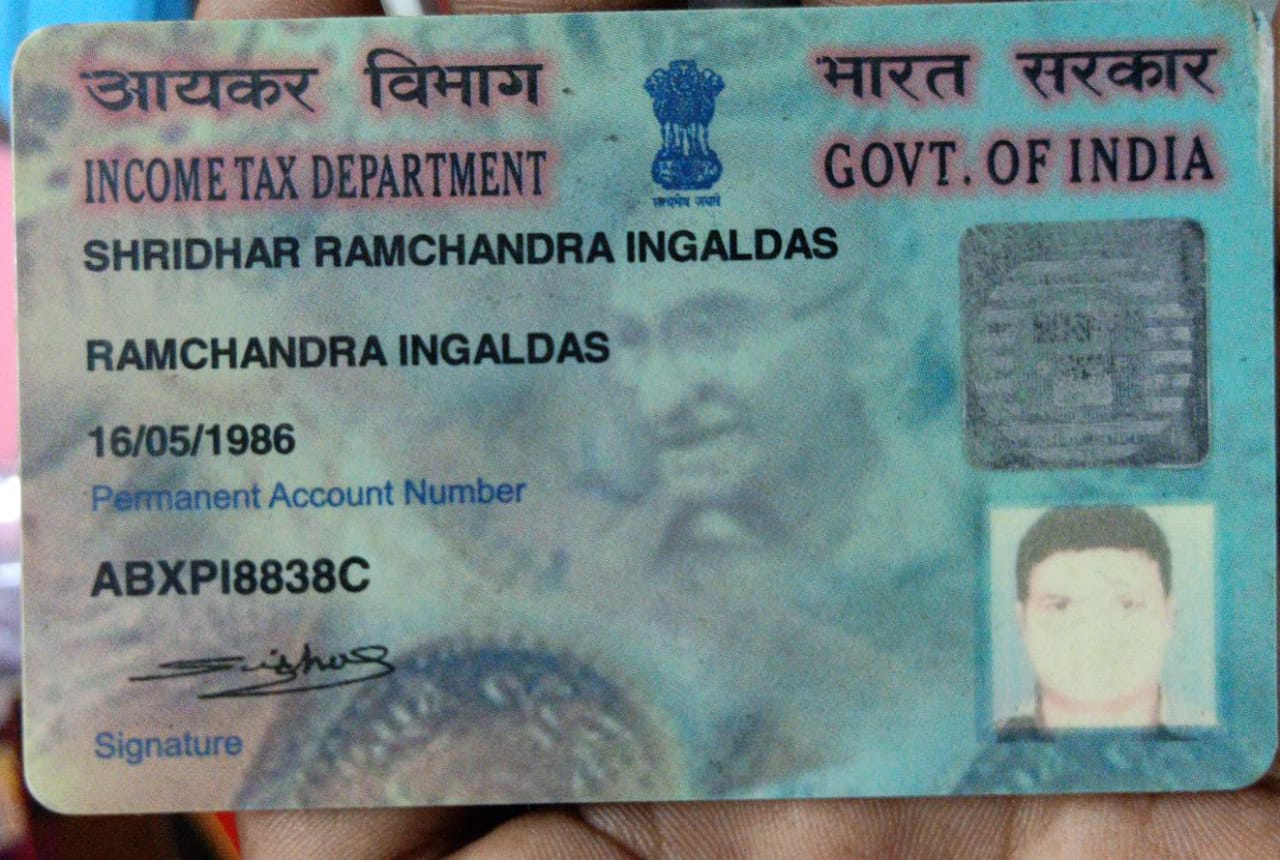 आयकर विभाग
भारत सरकार
INCOME TAX DEPARTMENT
GOVT. OF INDIA
सत्यमेव जयते
SHRIDHAR RAMCHANDRA INGALDAS
RAMCHANDRA INGALDAS
16/05/1986
Permanent Account Number
ABXPI8838C
Signature